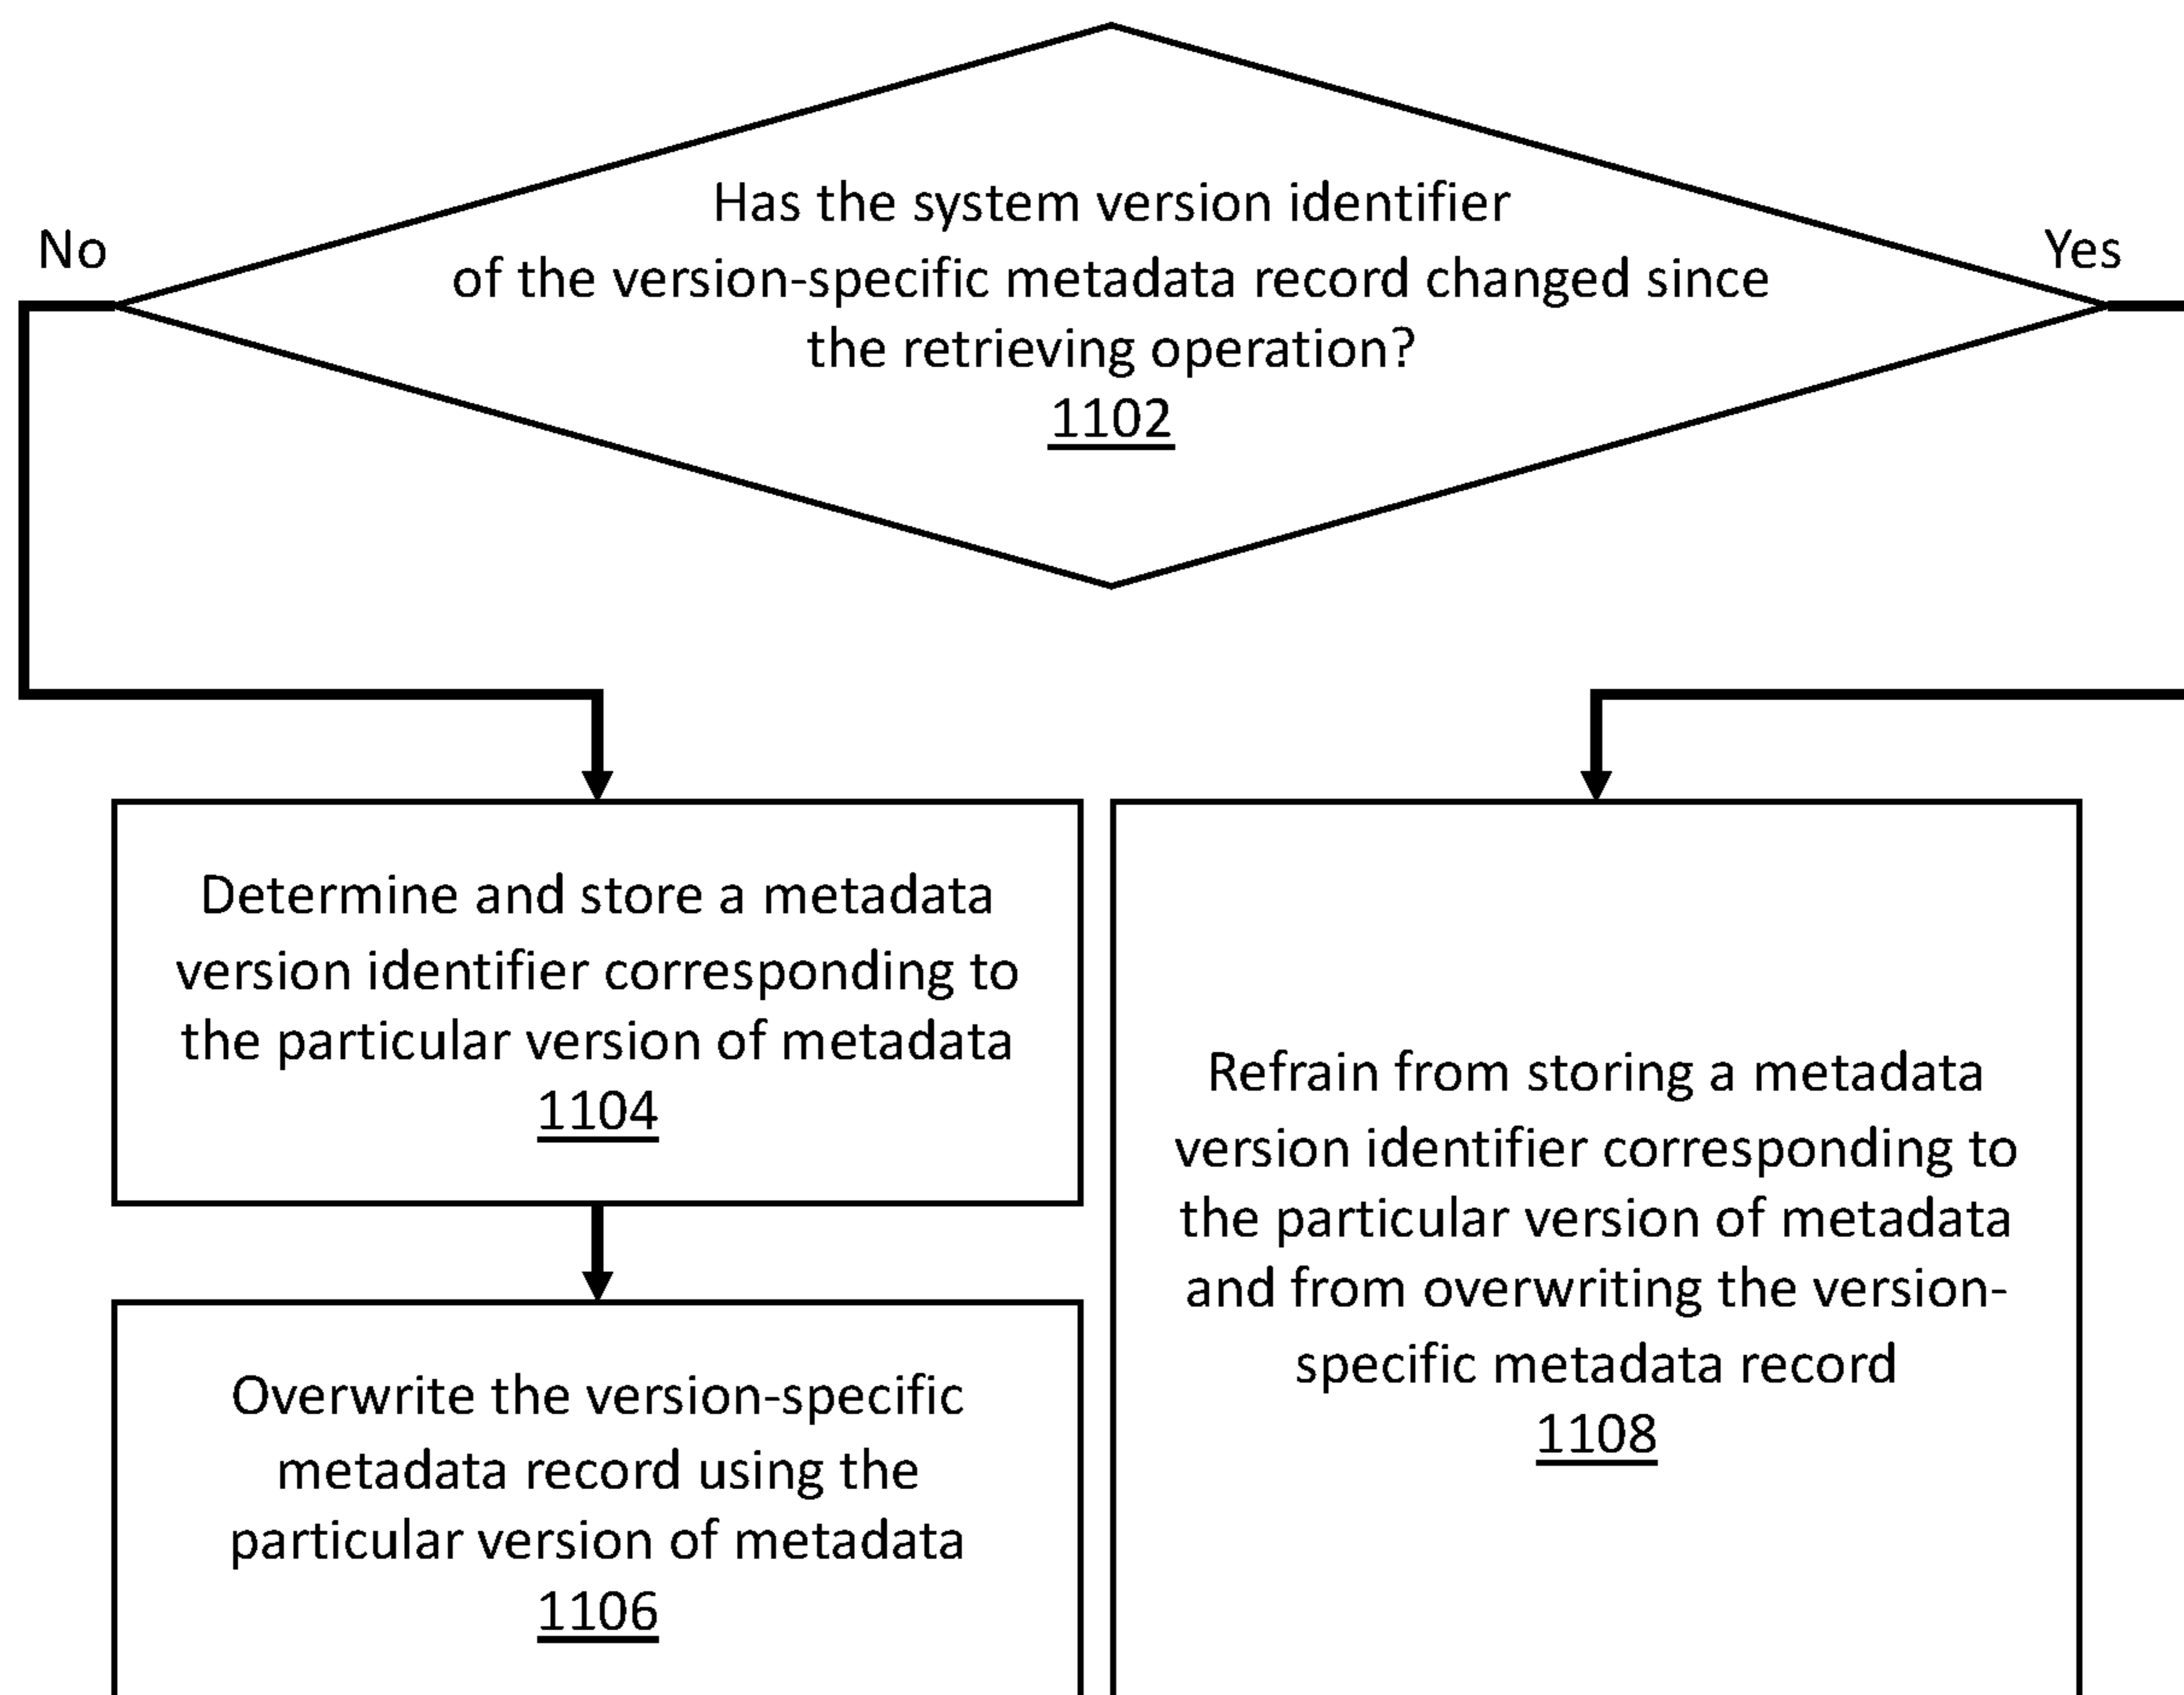 Has the system version identifier
of the version-specific metadata record changed since
the retrieving operation?
1102
No
Yes
Determine and store a metadata
version identifier corresponding to
the particular version of metadata
1104
Overwrite the version-specific
metadata record using the
particular version of metadata
1106
Refrain from storing a metadata
version identifier corresponding to
the particular version of metadata
and from overwriting the version-
specific metadata record
1108